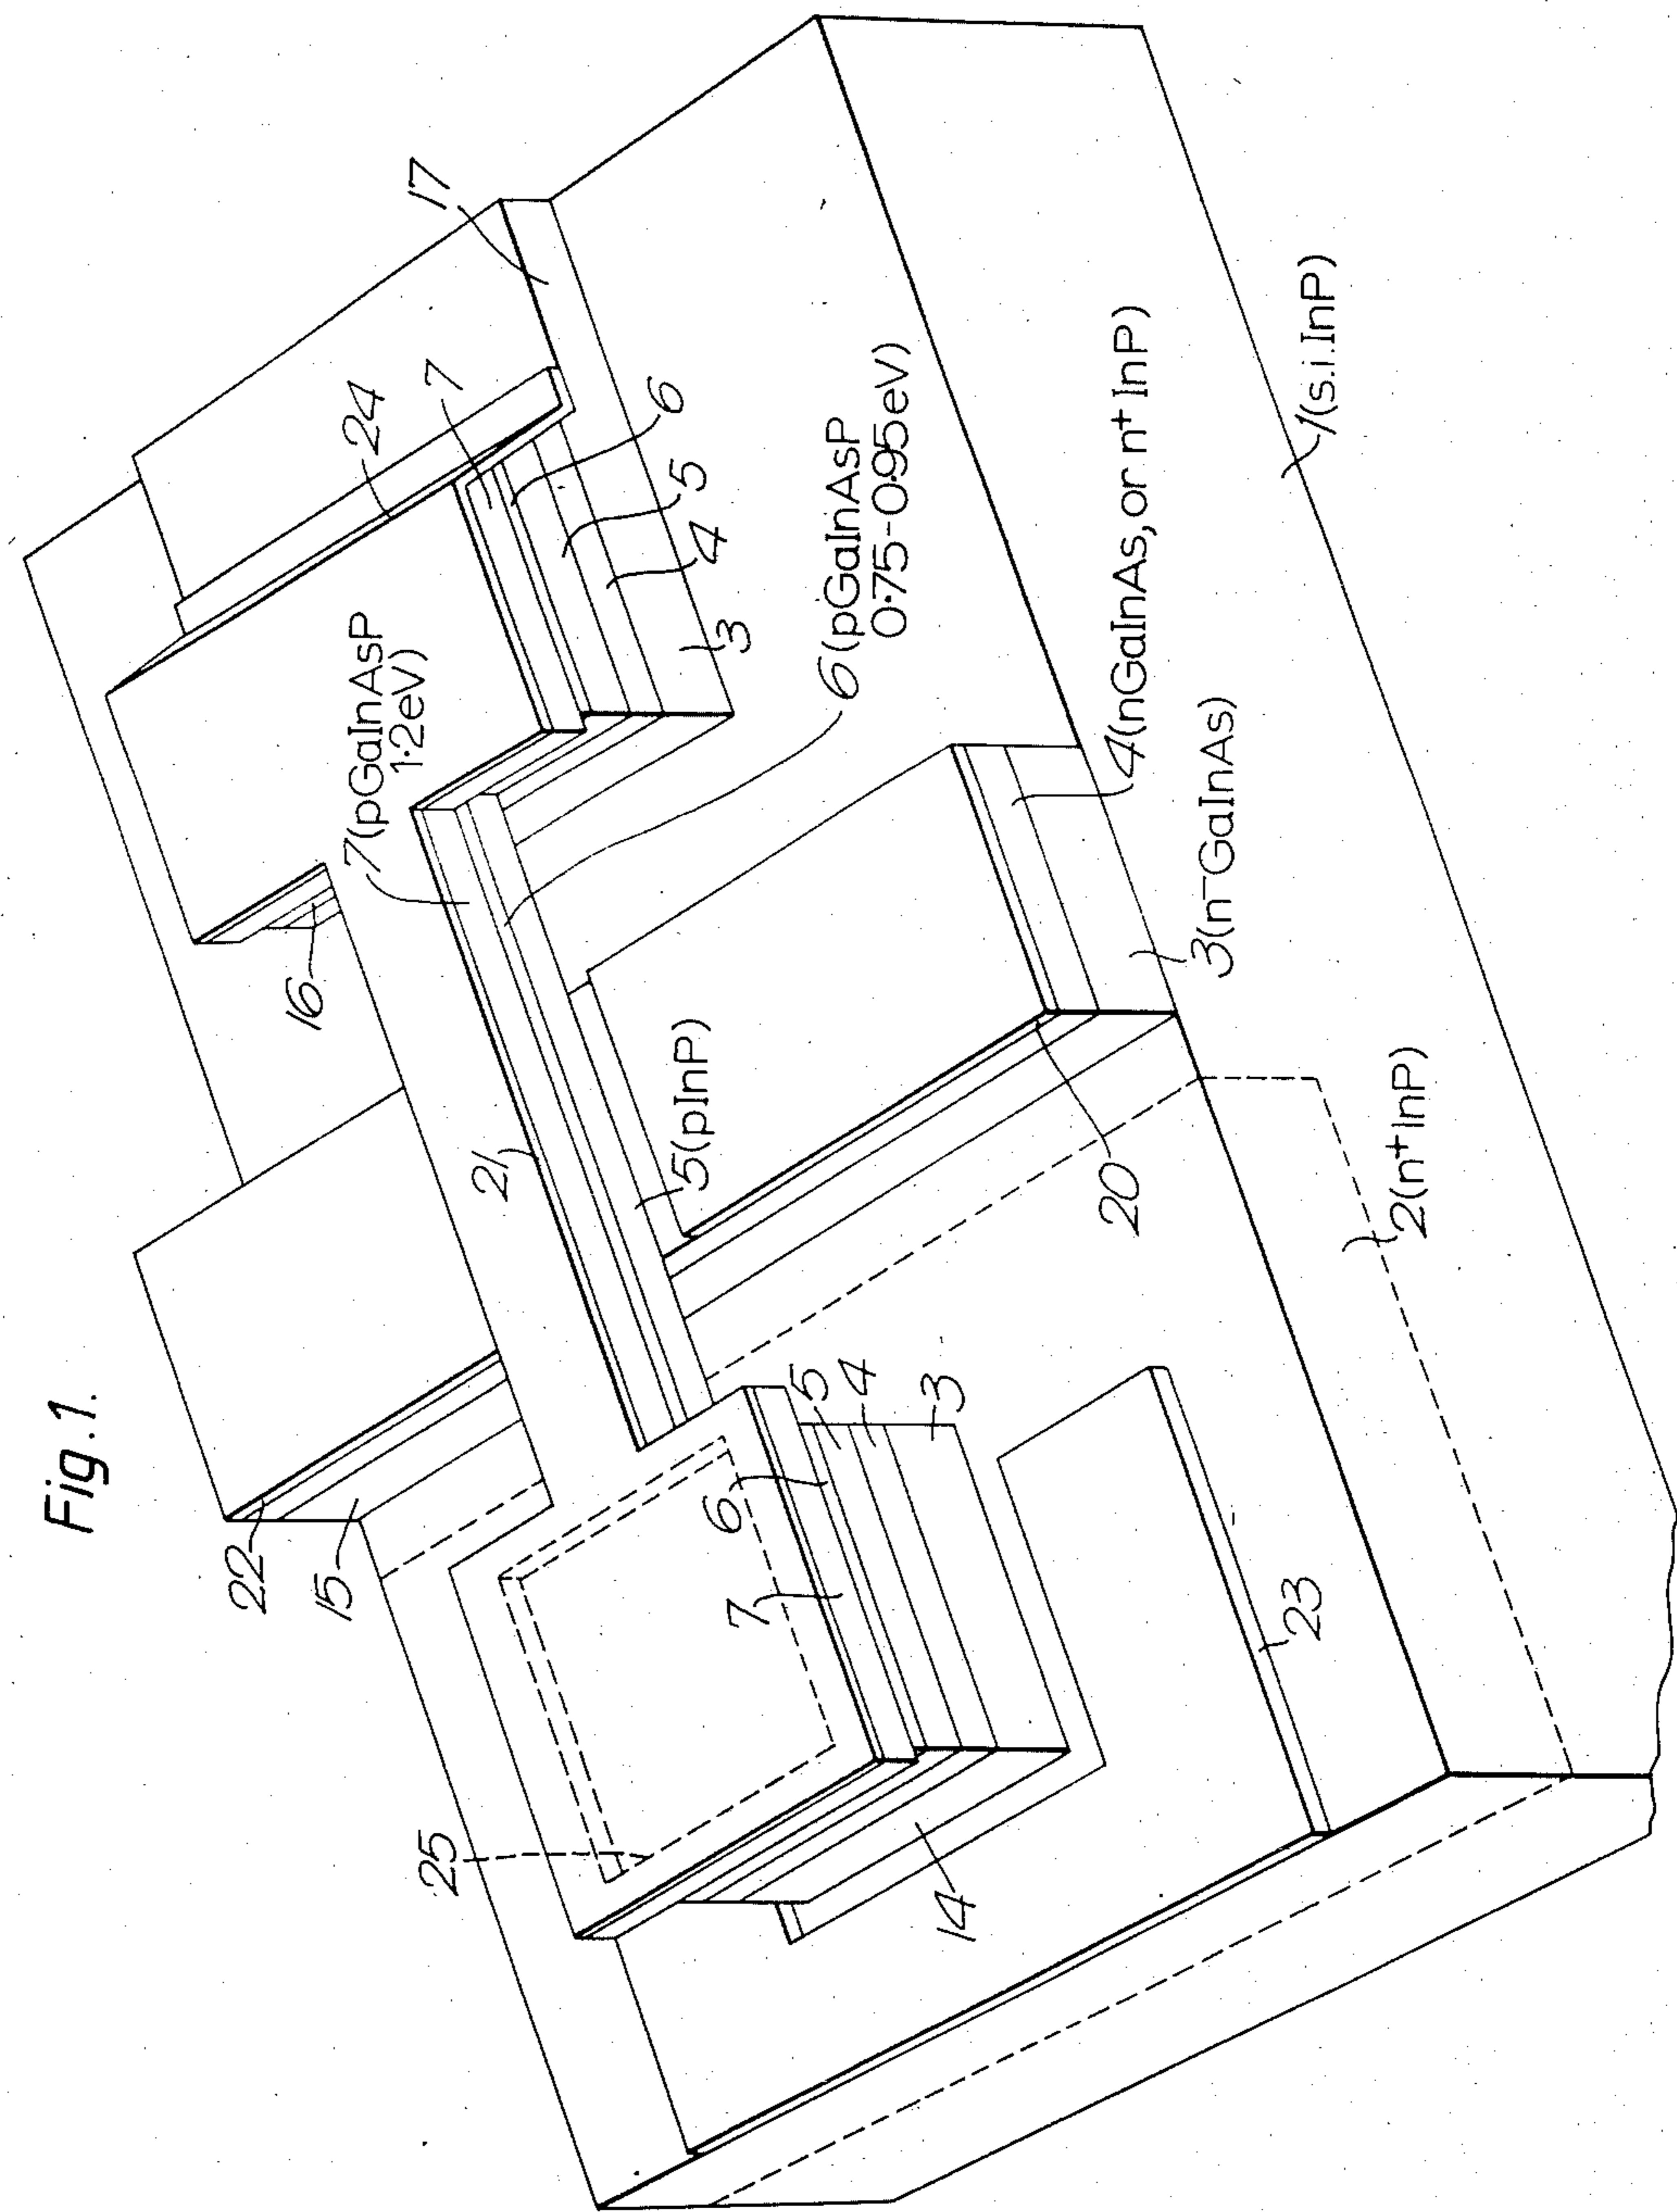 Fig.1.
22
15
16
24
17
7
6
5
4
3
7(pGaInAsP
1·2eV)
21
5(pInP)
6(pGaInAsP
0·75-0·95eV)
25
7
6
5
4
3
14
20
4(nGaInAs, or n⁺ InP)
3(n⁻GaInAs)
23
2(n⁺InP)
1(s.i.InP)